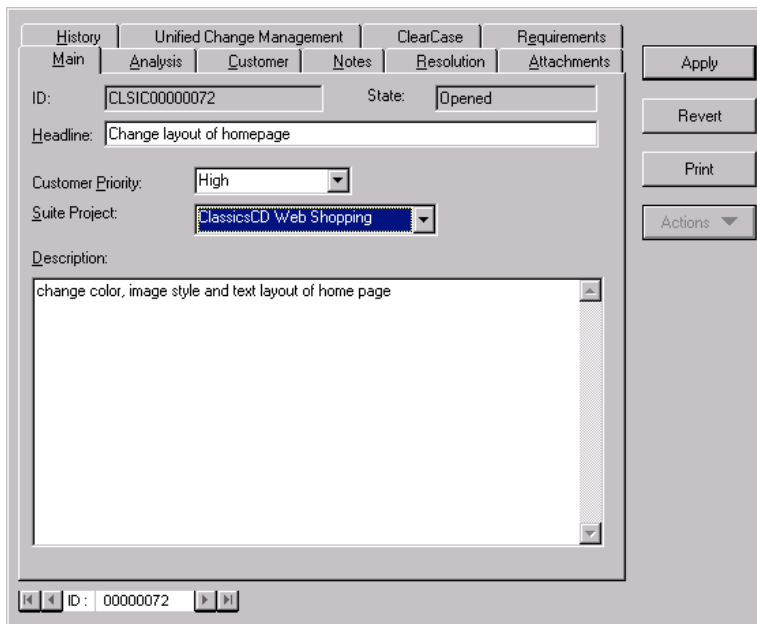 History Unified Change Management ClearCase Requirements
Main Analysis Customer Notes Resolution Attachments
Apply
ID: CLSIC00000072 State: Opened
Revert
Headline: Change layout of homepage
Print
Customer Priority: High
Suite Project: ClassicsCD Web Shopping
Actions
Description:
change color, image style and text layout of home page
ID: 00000072